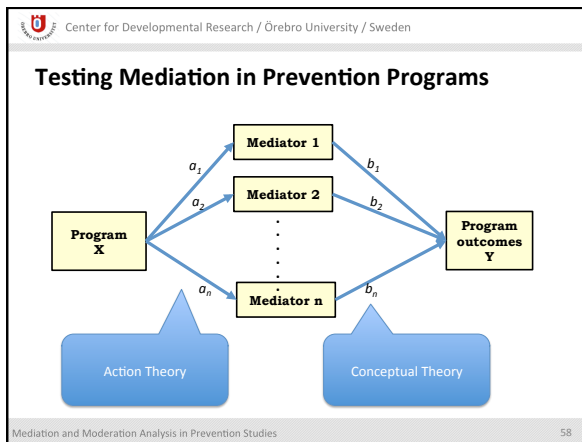 ÖREBRO UNIVERSITET
Center for Developmental Research / Örebro University / Sweden
Testing Mediation in Prevention Programs
Mediator 1
a1
b1
Mediator 2
a2
b2
Program
X
Program
outcomes
Y
an
bn
Mediator n
Action Theory
Conceptual Theory
Mediation and Moderation Analysis in Prevention Studies
58